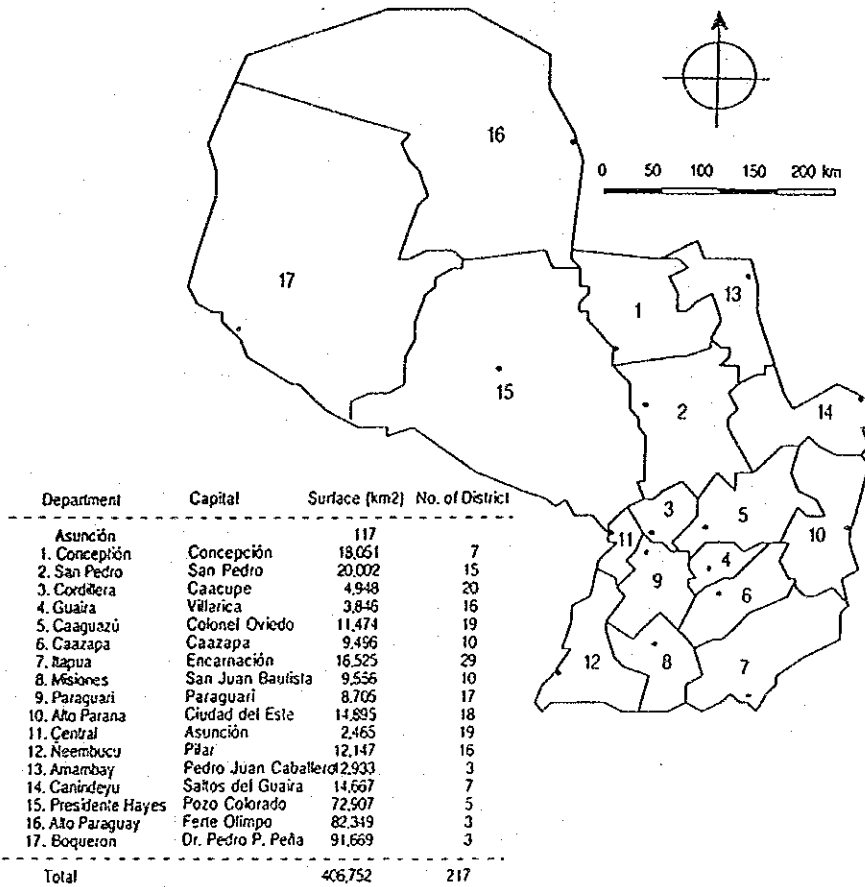 16
0 50 100 150 200 km
17
13
1
15
2
14
3
5
10
11
4
9
6
12
8
7
Department Capital Surface (km2) No. of District
Asunción 117
1. Conceptión Concepción 18,051 7
2. San Pedro San Pedro 20,002 15
3. Cordillera Caacupe 4,948 20
4. Guaira Villarica 3,846 16
5. Caaguazú Colonel Oviedo 11,474 19
6. Caazapa Caazapa 9,496 10
7. Itapua Encarnación 16,525 29
8. Misiones San Juan Bautista 9,556 10
9. Paraguari Paraguari 8,705 17
10. Alto Parana Ciudad del Este 14,895 18
11. Central Asunción 2,465 19
12. Ñeembucu Pilar 12,147 16
13. Amambay Pedro Juan Caballero 12,933 3
14. Canindeyu Saltos del Guaira 14,667 7
15. Presidente Hayes Pozo Colorado 72,907 5
16. Alto Paraguay Ferte Olimpo 82,349 3
17. Boqueron Dr. Pedro P. Peña 91,669 3
Total 406,752 217